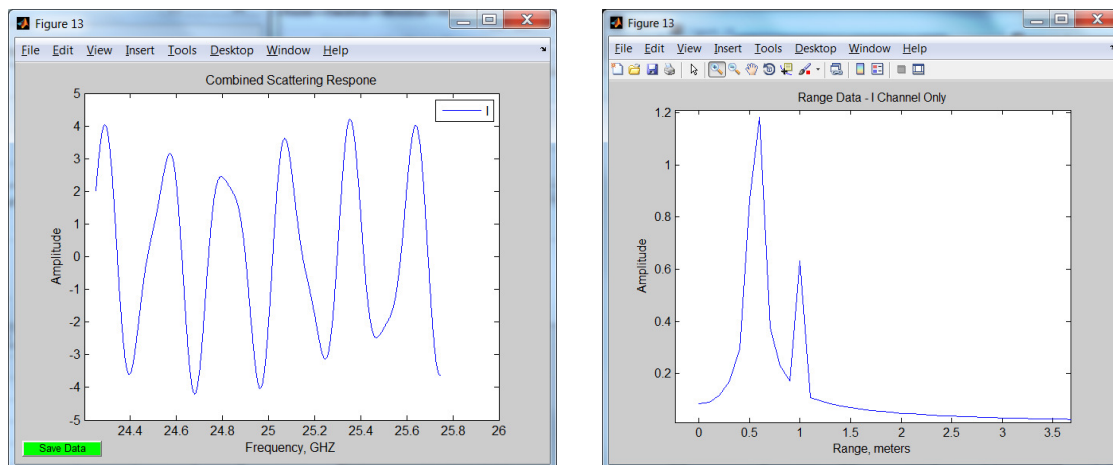 Figure 13
File Edit View Insert Tools Desktop Window Help
Combined Scattering Respone
5
4
3
2
1
0
-1
-2
-3
-4
-5
Amplitude
I
24.4 24.6 24.8 25 25.2 25.4 25.6 25.8 26
Frequency, GHZ
Save Data
Figure 13
File Edit View Insert Tools Desktop Window Help
Range Data - I Channel Only
1.2
1
0.8
0.6
0.4
0.2
Amplitude
0 0.5 1 1.5 2 2.5 3 3.5
Range, meters